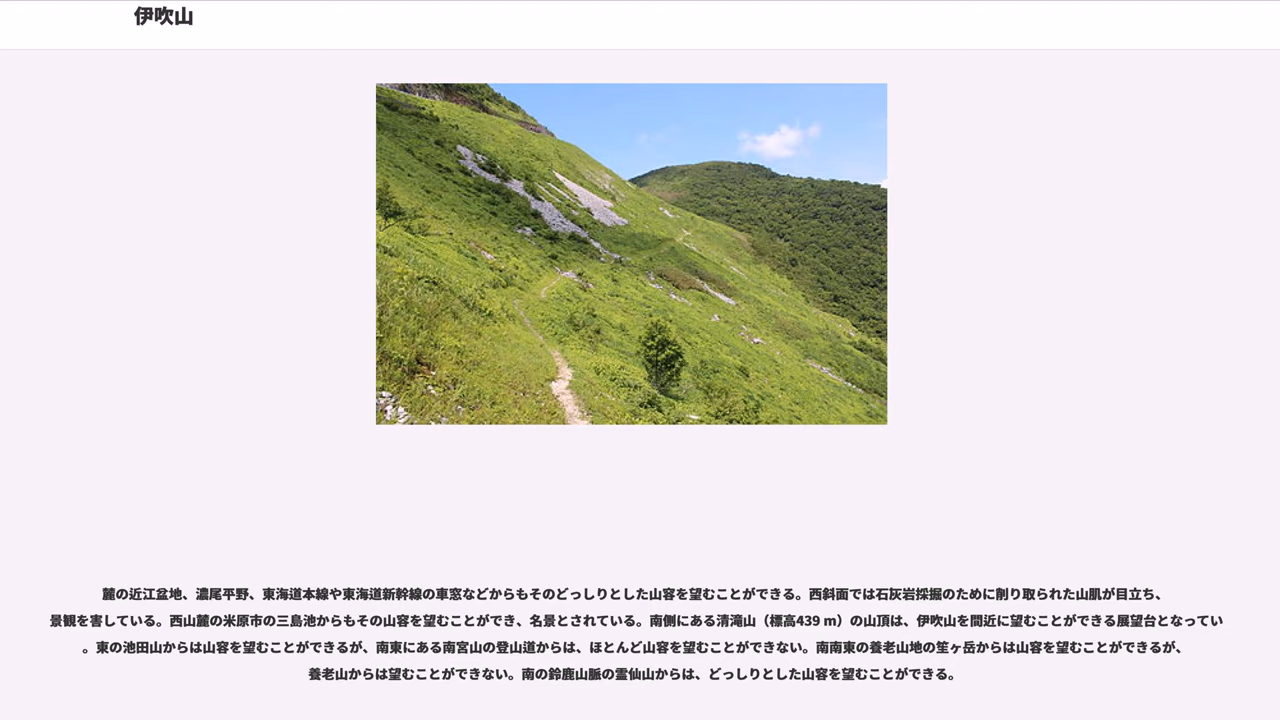 伊吹山
麓の近江盆地、濃尾平野、東海道本線や東海道新幹線の車窓などからもそのどっしりとした山容を望むことができる。西斜面では石灰岩採掘のために削り取られた山肌が目立ち、
景観を害している。西山麓の米原市の三島池からもその山容を望むことができ、名景とされている。南側にある清滝山（標高439 m）の山頂は、伊吹山を間近に望むことができる展望台となってい
。東の池田山からは山容を望むことができるが、南東にある南宮山の登山道からは、ほとんど山容を望むことができない。南南東の養老山地の笙ヶ岳からは山容を望むことができるが、
養老山からは望むことができない。南の鈴鹿山脈の霊仙山からは、どっしりとした山容を望むことができる。